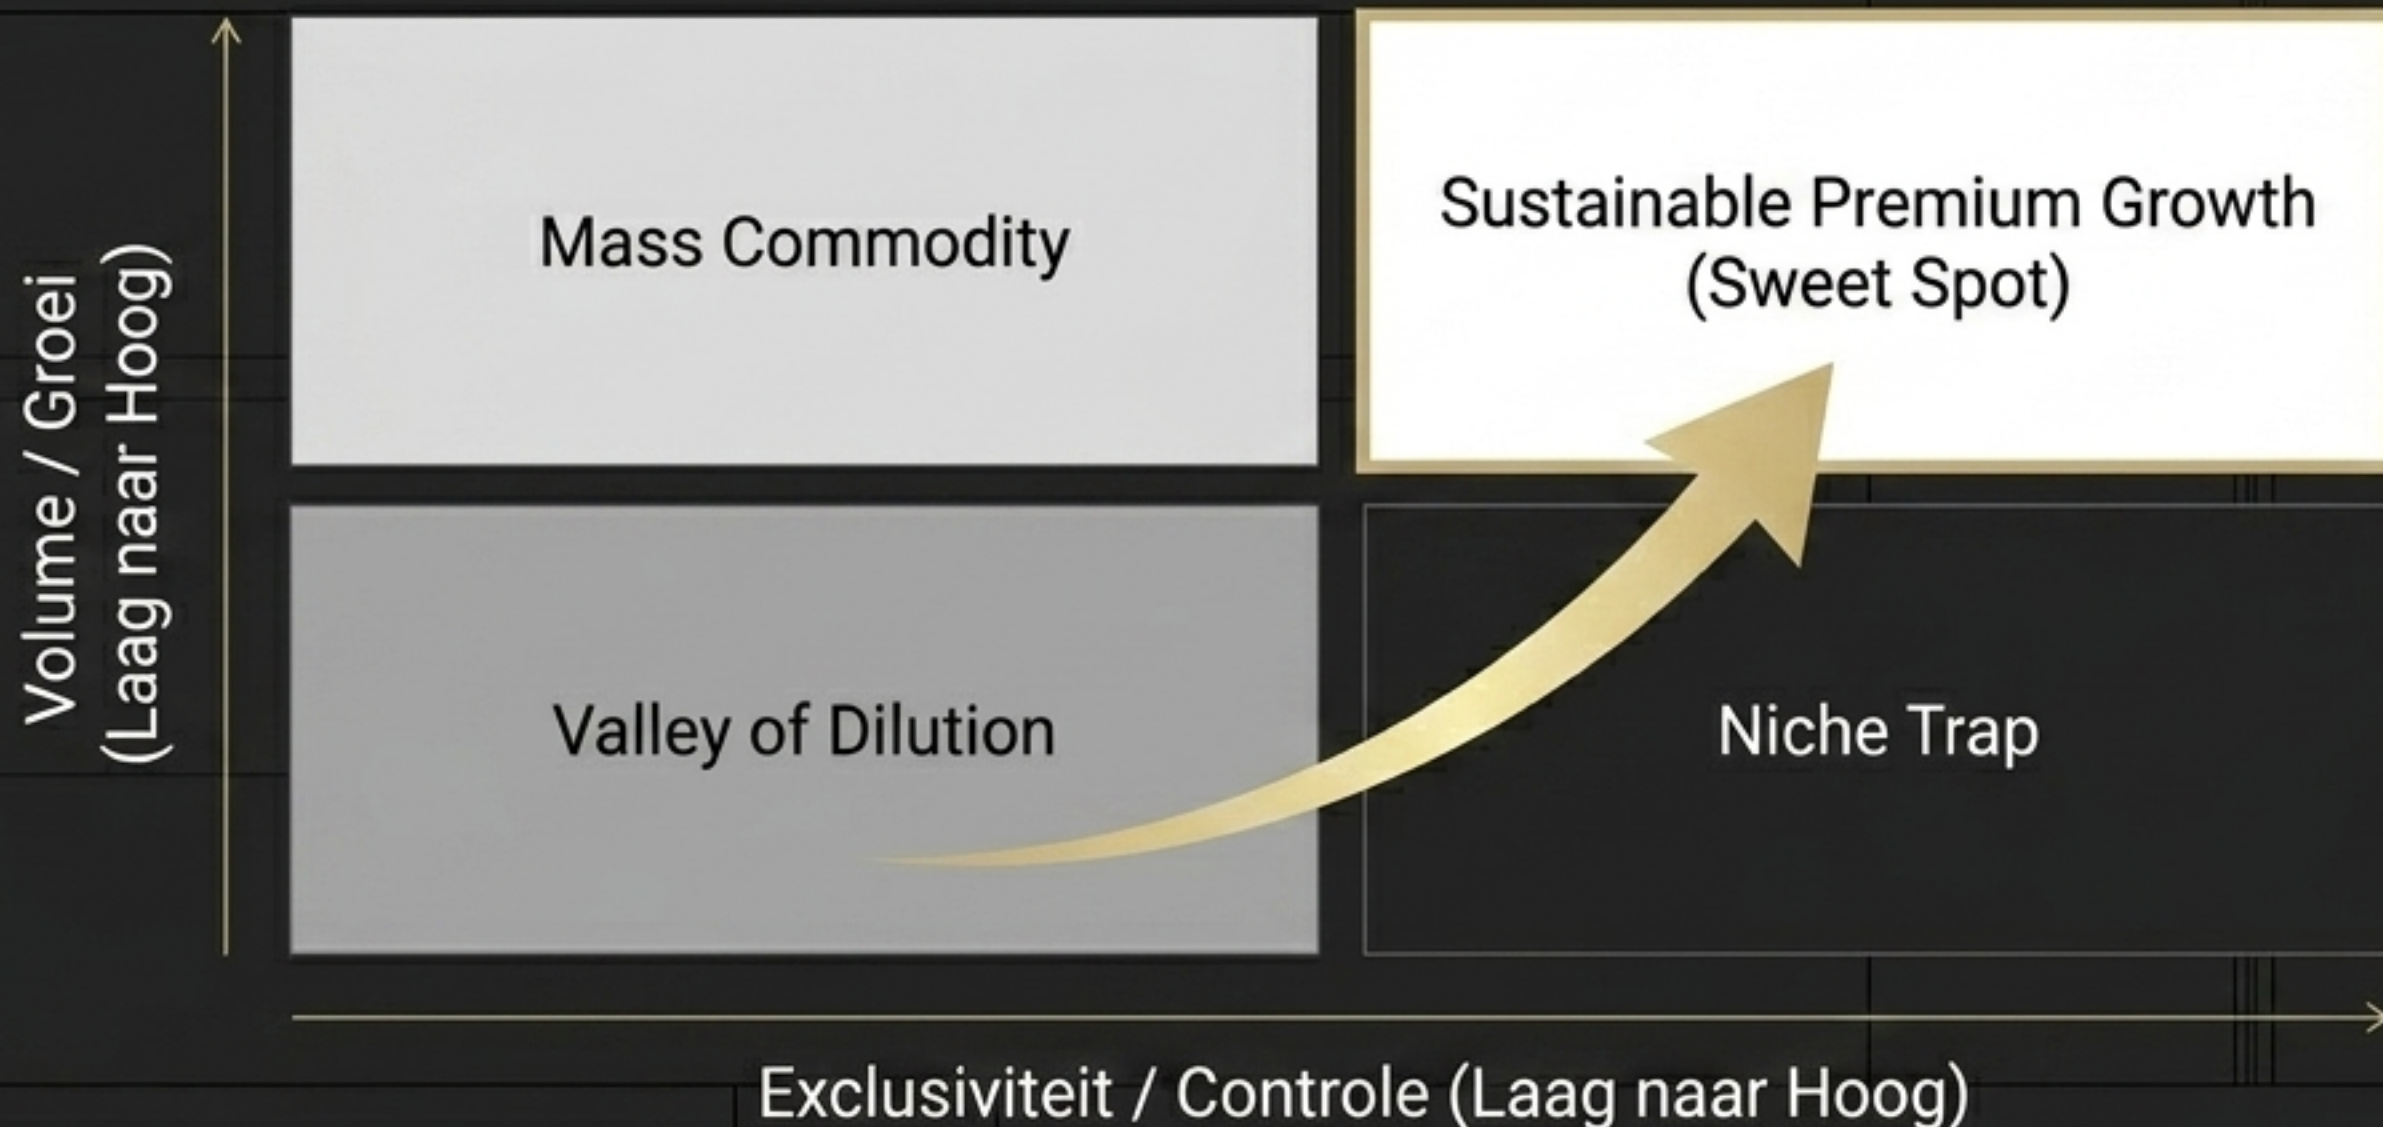 Volume / Groei
(Laag naar Hoog)
Mass Commodity
Sustainable Premium Growth
(Sweet Spot)
Valley of Dilution
Niche Trap
Exclusiviteit / Controle (Laag naar Hoog)